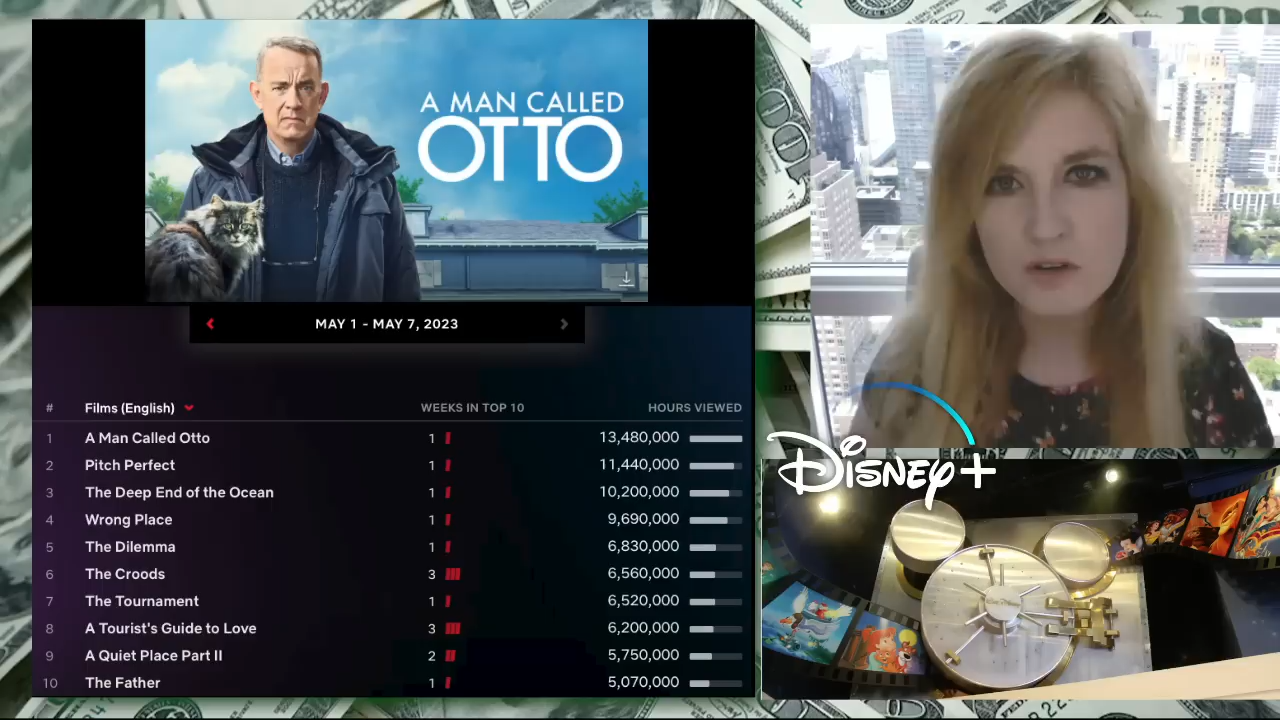 A MAN CALLED
OTTO
MAY 1 - MAY 7, 2023
# Films (English) WEEKS IN TOP 10 HOURS VIEWED
1 A Man Called Otto 1 13,480,000
2 Pitch Perfect 1 11,440,000
3 The Deep End of the Ocean 1 10,200,000
4 Wrong Place 1 9,690,000
5 The Dilemma 1 6,830,000
6 The Croods 3 6,560,000
7 The Tournament 1 6,520,000
8 A Tourist's Guide to Love 3 6,200,000
9 A Quiet Place Part II 2 5,750,000
10 The Father 1 5,070,000
Disney+
100